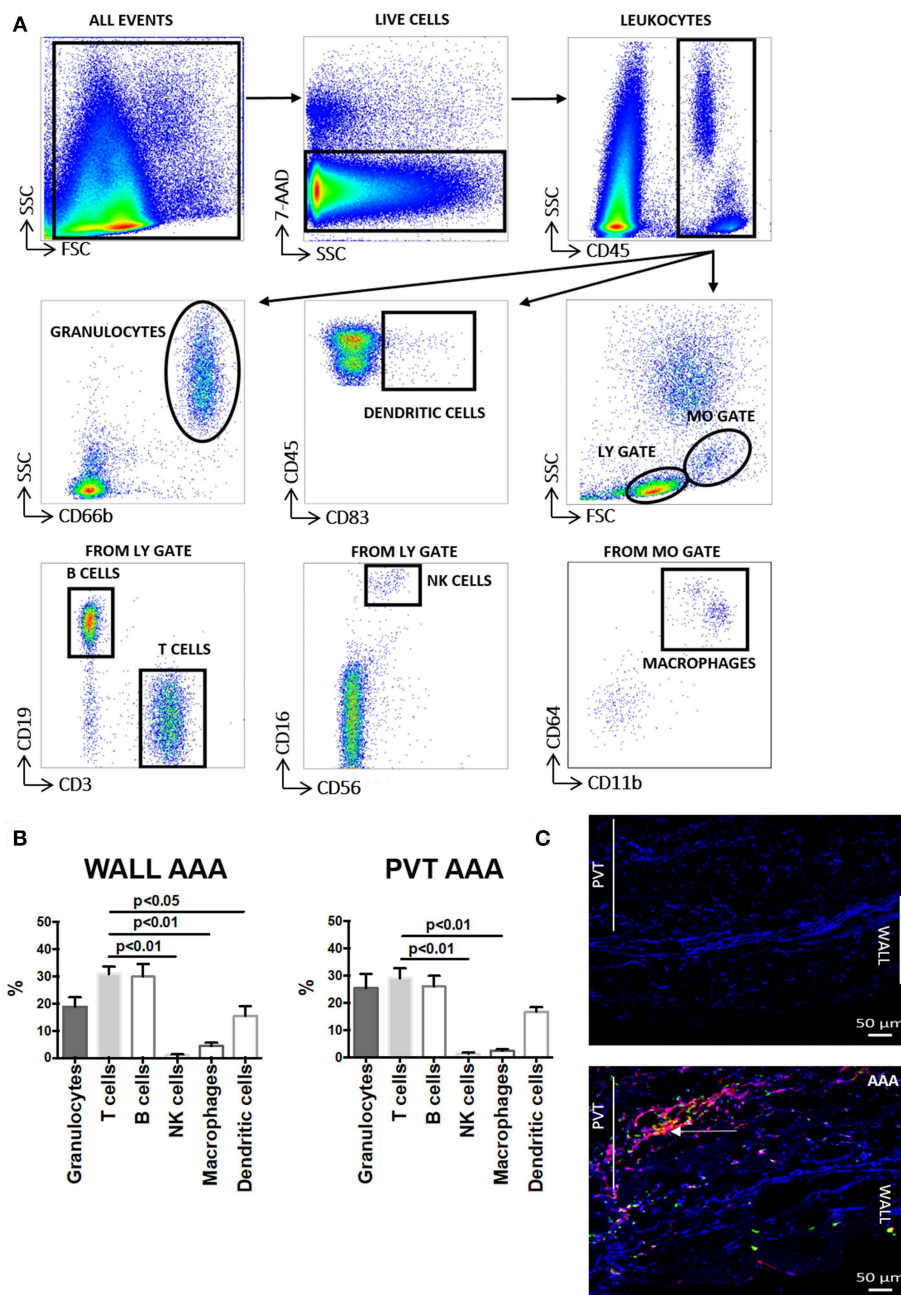 A
ALL EVENTS
LIVE CELLS
LEUKOCYTES
SSC
FSC
7-AAD
SSC
SSC
CD45
GRANULOCYTES
SSC
CD66b
DENDRITIC CELLS
CD45
CD83
MO GATE
LY GATE
SSC
FSC
FROM LY GATE
B CELLS
T CELLS
CD19
CD3
FROM LY GATE
NK CELLS
CD16
CD56
FROM MO GATE
MACROPHAGES
CD64
CD11b
B
WALL AAA
p<0.05
p<0.01
p<0.01
%
50
40
30
20
10
0
Granulocytes
T cells
B cells
NK cells
Macrophages
Dendritic cells
PVT AAA
p<0.01
p<0.01
%
50
40
30
20
10
0
Granulocytes
T cells
B cells
NK cells
Macrophages
Dendritic cells
C
PVT
WALL
50 µm
AAA
PVT
WALL
50 µm